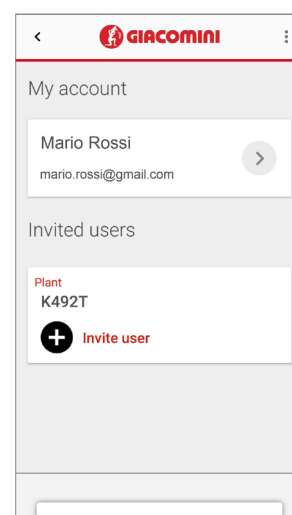 GIACOMINI
My account
Mario Rossi
mario.rossi@gmail.com
Invited users
Plant
K492T
Invite user